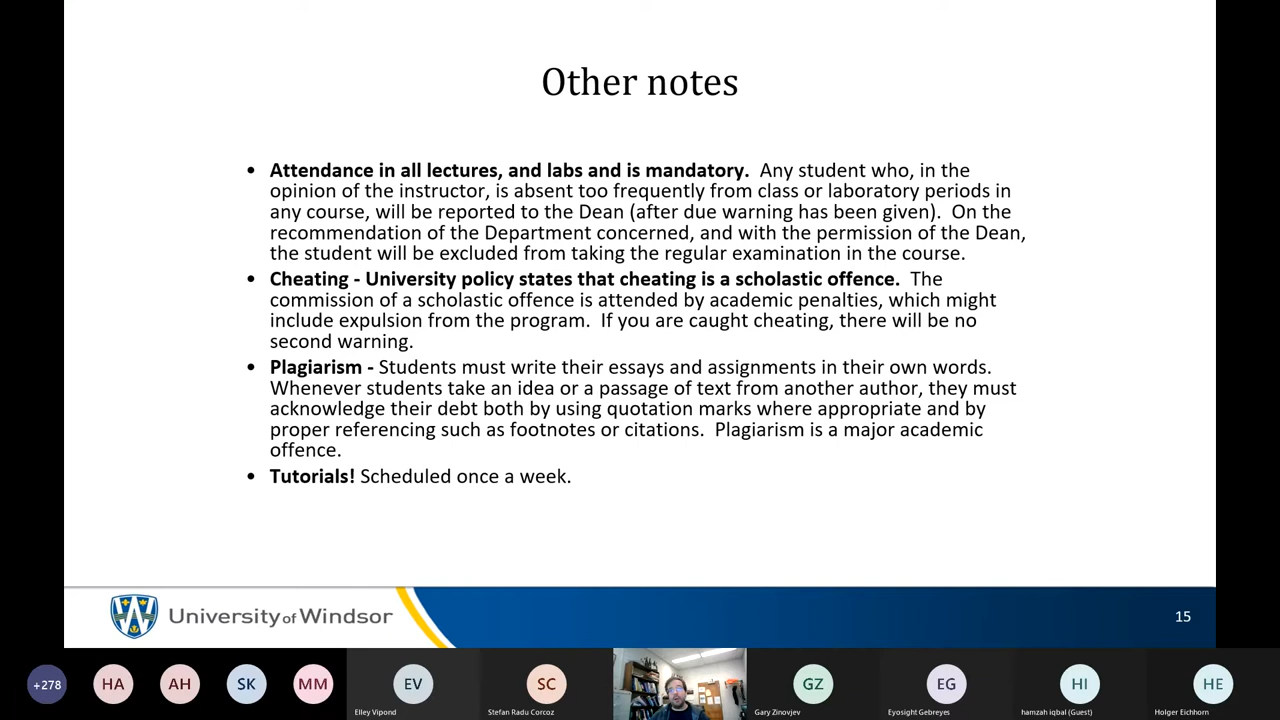 Other notes
• Attendance in all lectures, and labs and is mandatory.  Any student who, in the
opinion of the instructor, is absent too frequently from class or laboratory periods in
any course, will be reported to the Dean (after due warning has been given).  On the
recommendation of the Department concerned, and with the permission of the Dean,
the student will be excluded from taking the regular examination in the course.
• Cheating - University policy states that cheating is a scholastic offence.  The
commission of a scholastic offence is attended by academic penalties, which might
include expulsion from the program.  If you are caught cheating, there will be no
second warning.
• Plagiarism - Students must write their essays and assignments in their own words.
Whenever students take an idea or a passage of text from another author, they must
acknowledge their debt both by using quotation marks where appropriate and by
proper referencing such as footnotes or citations.  Plagiarism is a major academic
offence.
• Tutorials! Scheduled once a week.
University of Windsor
15
+278 HA AH SK MM EV SC GZ EG HI HE
Elley Vipond Stefan Radu Corcoz Gary Zinovjev Eyosight Gebreyes hamzah iqbal (Guest) Holger Eichhorn